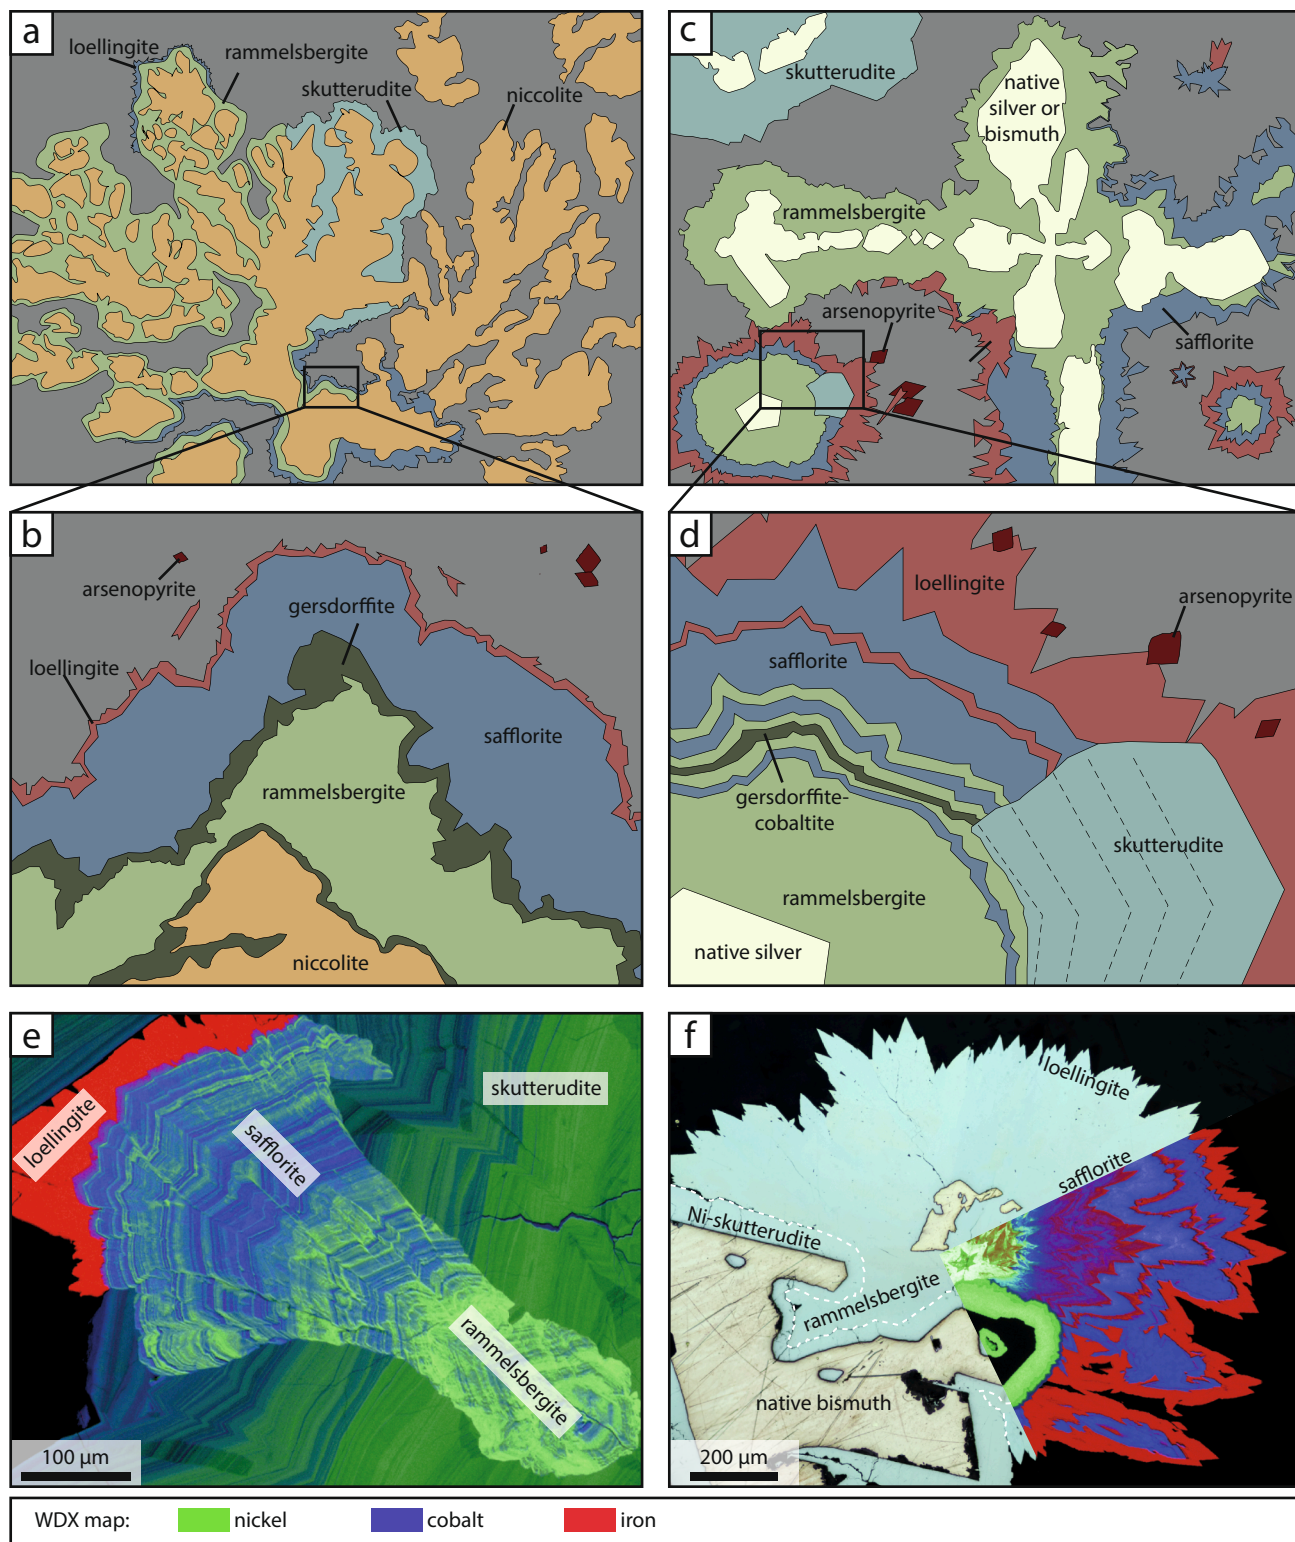 a
loellingite
rammelsbergite
skutterudite
niccolite
c
skutterudite
native
silver or
bismuth
rammelsbergite
arsenopyrite
safflorite
b
arsenopyrite
gersdorffite
loellingite
safflorite
rammelsbergite
niccolite
d
loellingite
arsenopyrite
safflorite
gersdorffite-
cobaltite
skutterudite
rammelsbergite
native silver
e
skutterudite
loellingite
safflorite
rammelsbergite
100 µm
f
loellingite
safflorite
Ni-skutterudite
rammelsbergite
native bismuth
200 µm
WDX map: nickel cobalt iron